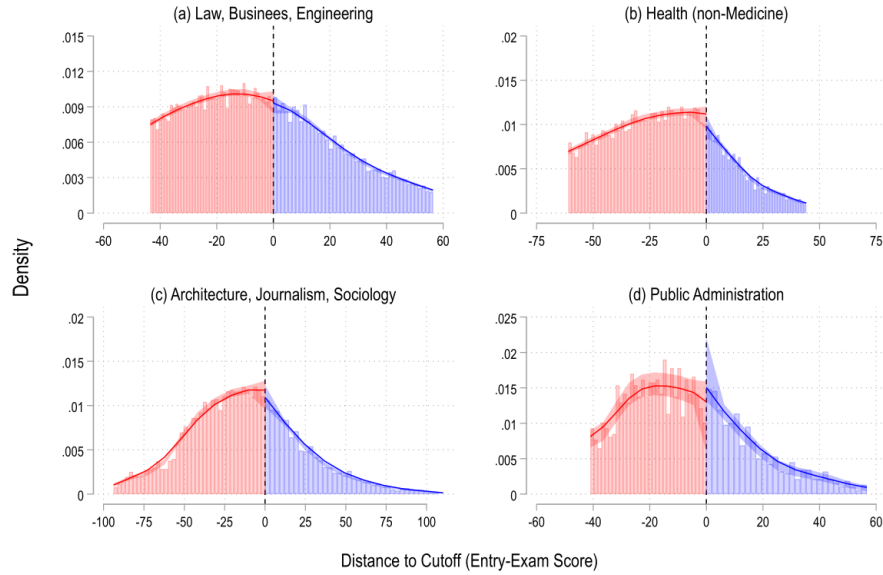 (a) Law, Businees, Engineering
.015
.012
.009
.006
.003
0
-60 -40 -20 0 20 40 60
(b) Health (non-Medicine)
.02
.015
.01
.005
0
-75 -50 -25 0 25 50 75
Density
(c) Architecture, Journalism, Sociology
.02
.015
.01
.005
0
-100 -75 -50 -25 0 25 50 75 100
(d) Public Administration
.025
.02
.015
.01
.005
0
-60 -40 -20 0 20 40 60
Distance to Cutoff (Entry-Exam Score)